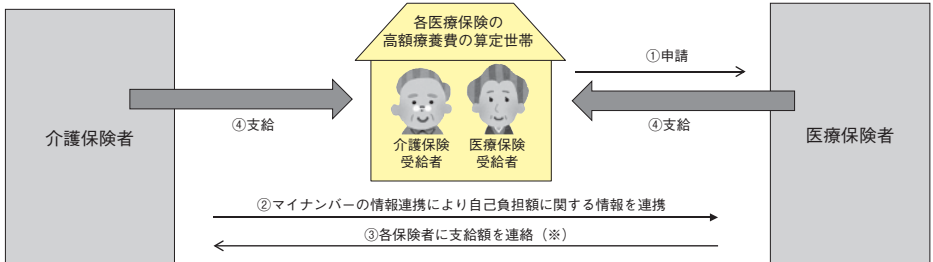 各医療保険の
高額療養費の算定世帯
①申請
④支給
④支給
介護保険者
医療保険者
介護保険
受給者
医療保険
受給者
②マイナンバーの情報連携により自己負担額に関する情報を連携
③各保険者に支給額を連絡（※）